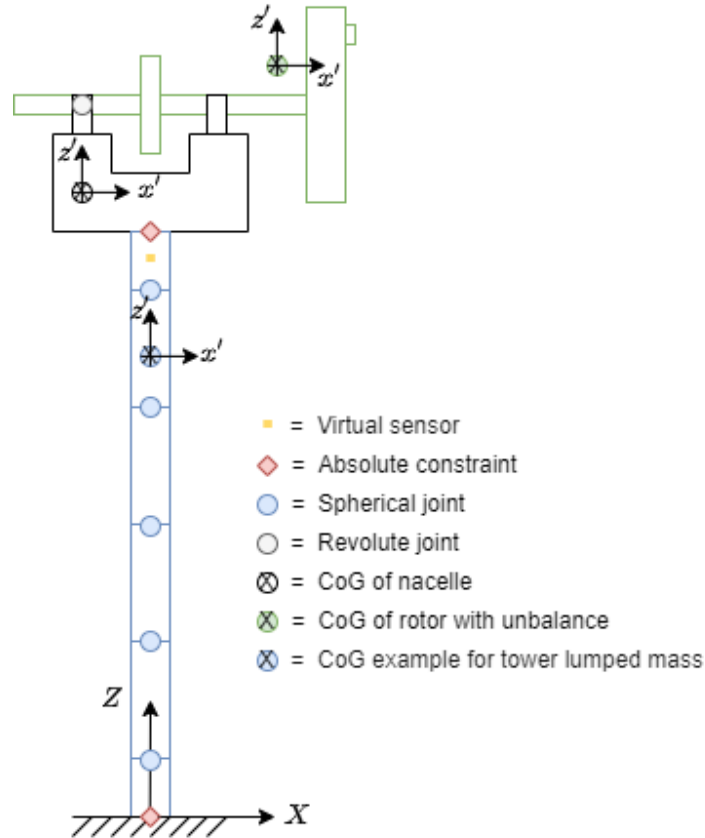 z′
x′
z′
x′
z′
x′
= Virtual sensor
= Absolute constraint
= Spherical joint
= Revolute joint
= CoG of nacelle
= CoG of rotor with unbalance
= CoG example for tower lumped mass
Z
X